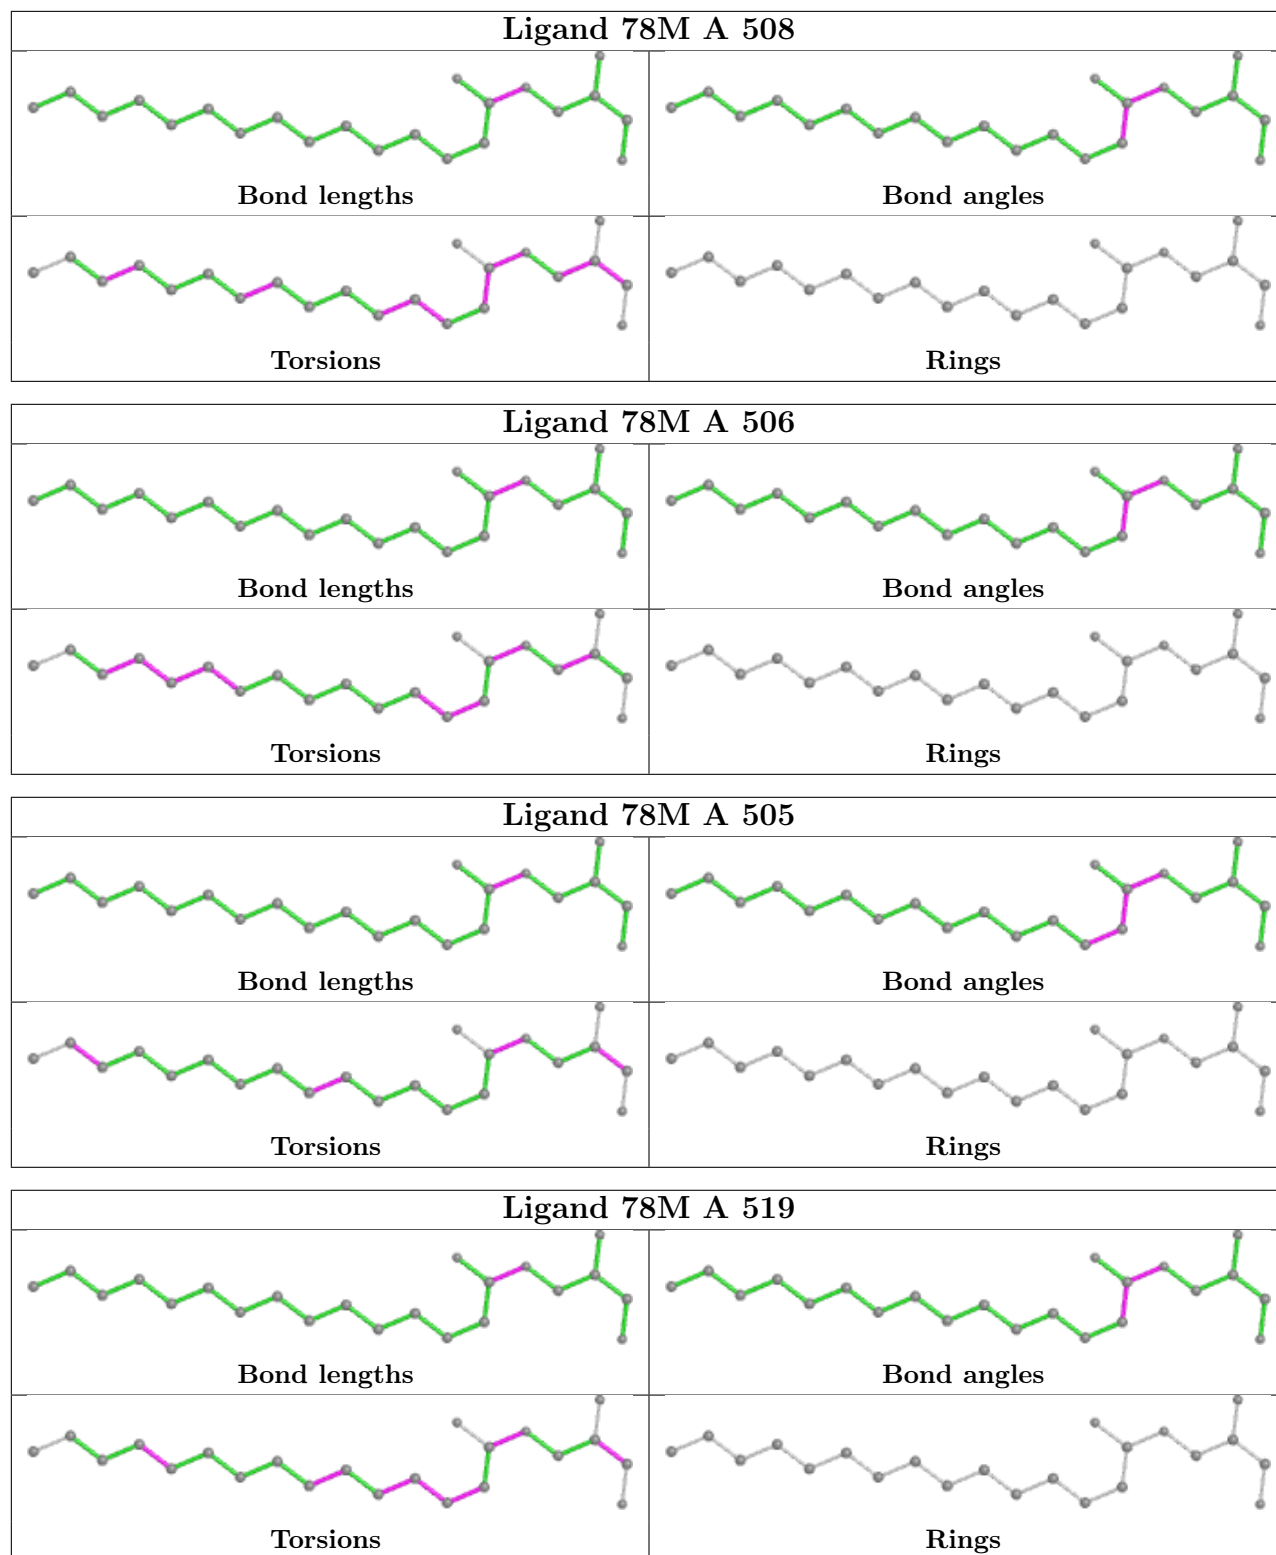 Ligand 78M A 508
Bond lengths
Bond angles
Torsions
Rings
Ligand 78M A 506
Bond lengths
Bond angles
Torsions
Rings
Ligand 78M A 505
Bond lengths
Bond angles
Torsions
Rings
Ligand 78M A 519
Bond lengths
Bond angles
Torsions
Rings